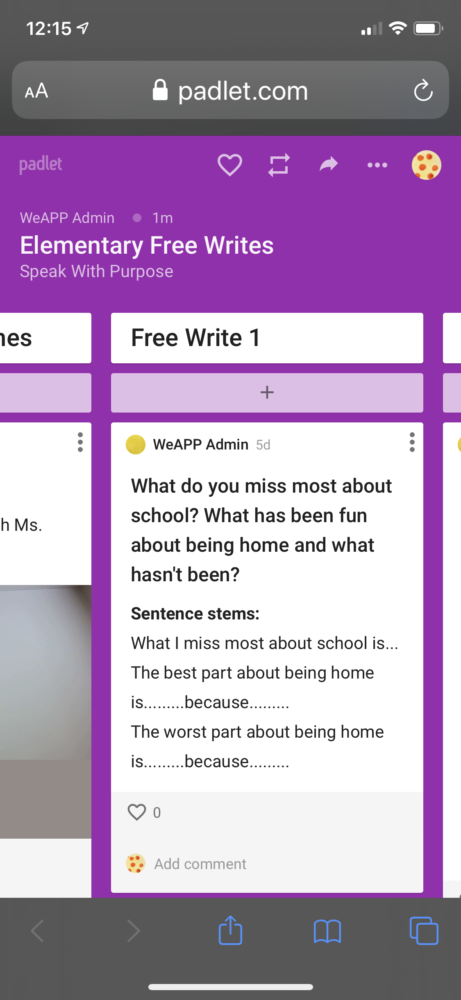 12:15
AA padlet.com
padlet
WeAPP Admin • 1m
Elementary Free Writes
Speak With Purpose
Free Write 1
+
WeAPP Admin 5d
What do you miss most about
school? What has been fun
about being home and what
hasn't been?
h Ms.
Sentence stems:
What I miss most about school is...
The best part about being home
is.........because.........
The worst part about being home
is.........because.........
0
Add comment